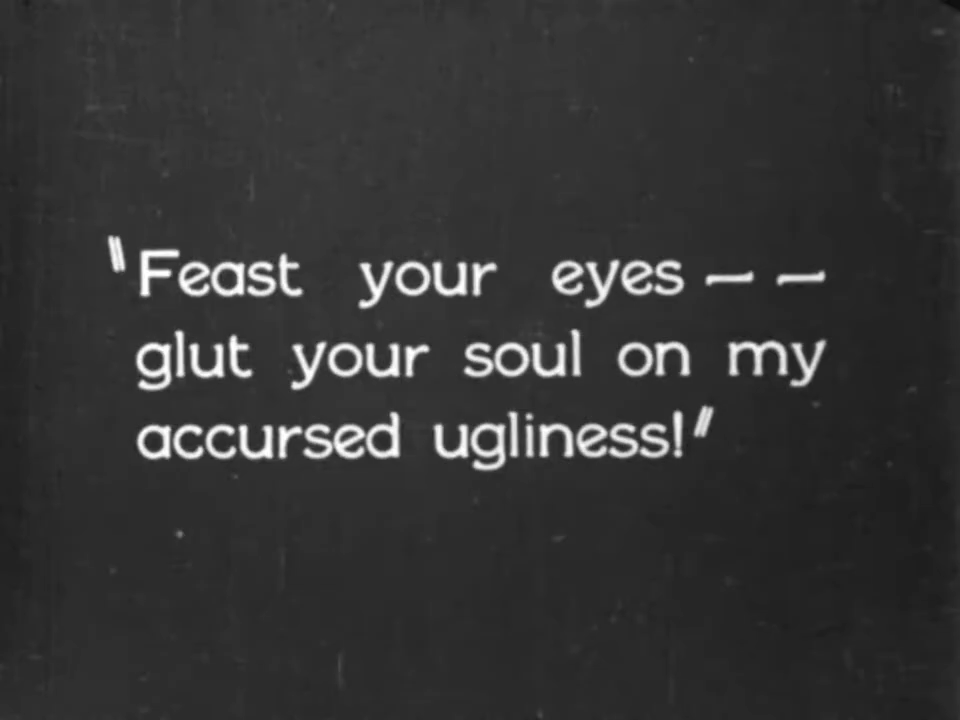 "Feast your eyes — —
glut your soul on my
accursed ugliness!"